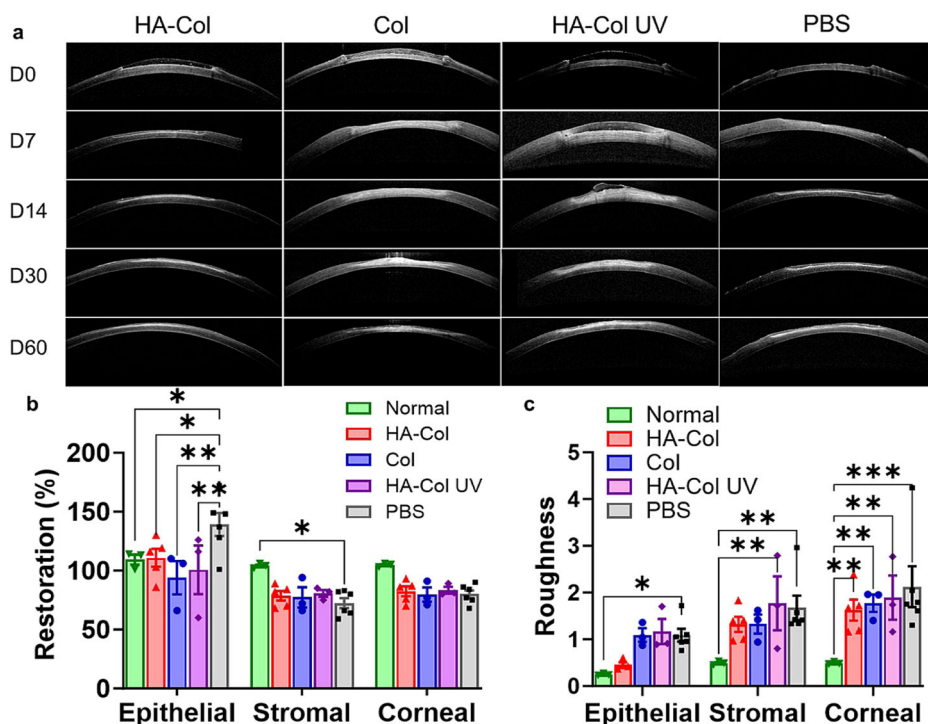 a
HA-Col
Col
HA-Col UV
PBS
D0
D7
D14
D30
D60
b
Restoration (%)
200
150
100
50
0
*
*
**
**
*
Normal
HA-Col
Col
HA-Col UV
PBS
Epithelial
Stromal
Corneal
c
Roughness
5
4
3
2
1
0
*
**
**
***
**
**
**
Normal
HA-Col
Col
HA-Col UV
PBS
Epithelial
Stromal
Corneal